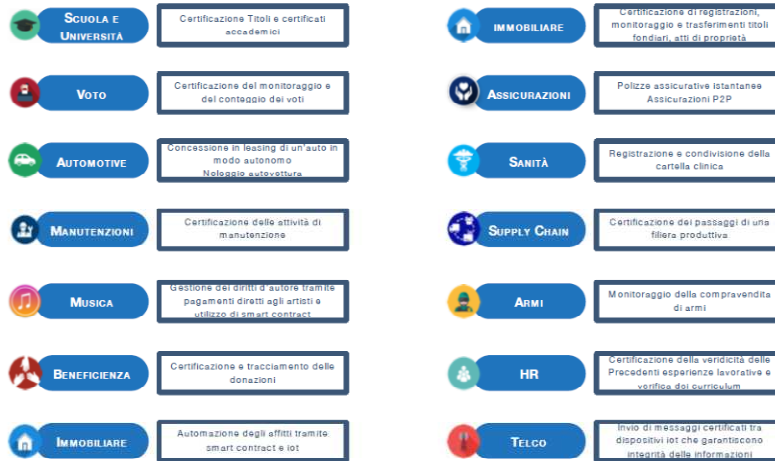 SCUOLA E
UNIVERSITÀ
Certificazione Titoli e certificati
accademici
VOTO
Certificazione del monitoraggio e
del conteggio dei voti
AUTOMOTIVE
Concessione in leasing di un'auto in
modo autonomo
Noleggio autovettura
MANUTENZIONI
Certificazione delle attività di
manutenzione
MUSICA
Gestione dei diritti d'autore tramite
pagamenti diretti agli artisti e
utilizzo di smart contract
BENEFICIENZA
Certificazione e tracciamento delle
donazioni
IMMOBILIARE
Automazione degli affitti tramite
smart contract e iot
IMMOBILIARE
Certificazione di registrazioni,
monitoraggio e trasferimenti titoli
fondiari, atti di proprietà
ASSICURAZIONI
Polizze assicurative istantanee
Assicurazioni P2P
SANITÀ
Registrazione e condivisione della
cartella clinica
SUPPLY CHAIN
Certificazione dei passaggi di una
filiera produttiva
ARMI
Monitoraggio della compravendita
di armi
HR
Certificazione della veridicità delle
Precedenti esperienze lavorative e
verifica dei curriculum
TELCO
Invio di messaggi certificati tra
dispositivi iot che garantiscono
integrità delle informazioni